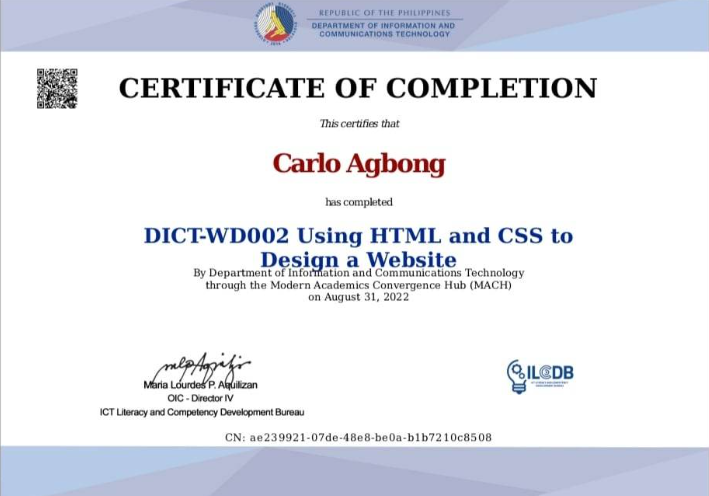 REPUBLIC OF THE PHILIPPINES
DEPARTMENT OF INFORMATION AND
COMMUNICATIONS TECHNOLOGY
CERTIFICATE OF COMPLETION
This certifies that
Carlo Agbong
has completed
DICT-WD002 Using HTML and CSS to
Design a Website
By Department of Information and Communications Technology
through the Modern Academics Convergence Hub (MACH)
on August 31, 2022
Maria Lourdes P. Aquilizan
OIC - Director IV
ICT Literacy and Competency Development Bureau
ILCDB
CN: ae239921-07de-48e8-be0a-b1b7210c8508